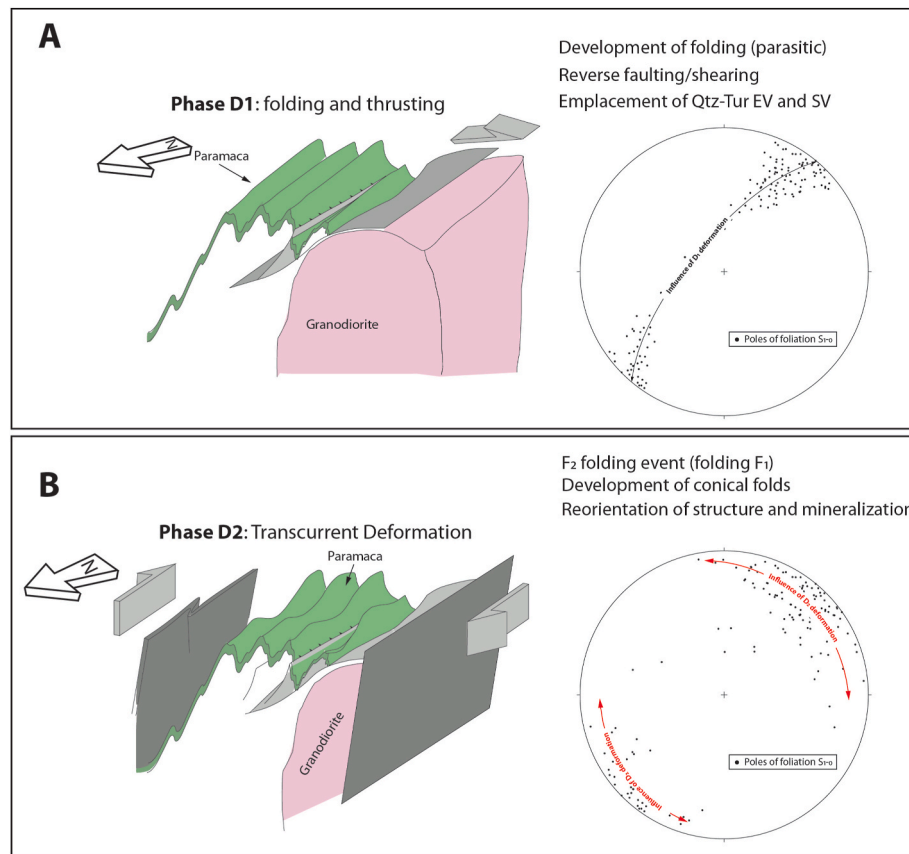 A
Development of folding (parasitic)
Reverse faulting/shearing
Emplacement of Qtz-Tur EV and SV
Phase D1: folding and thrusting
N
Paramaca
Granodiorite
Influence of D₁ deformation
Poles of foliation S₁₋₀
B
F₂ folding event (folding F₁)
Development of conical folds
Reorientation of structure and mineralization
Phase D2: Transcurrent Deformation
N
Paramaca
Granodiorite
Influence of D₂ deformation
Influence of D₂ deformation
Poles of foliation S₁₋₀